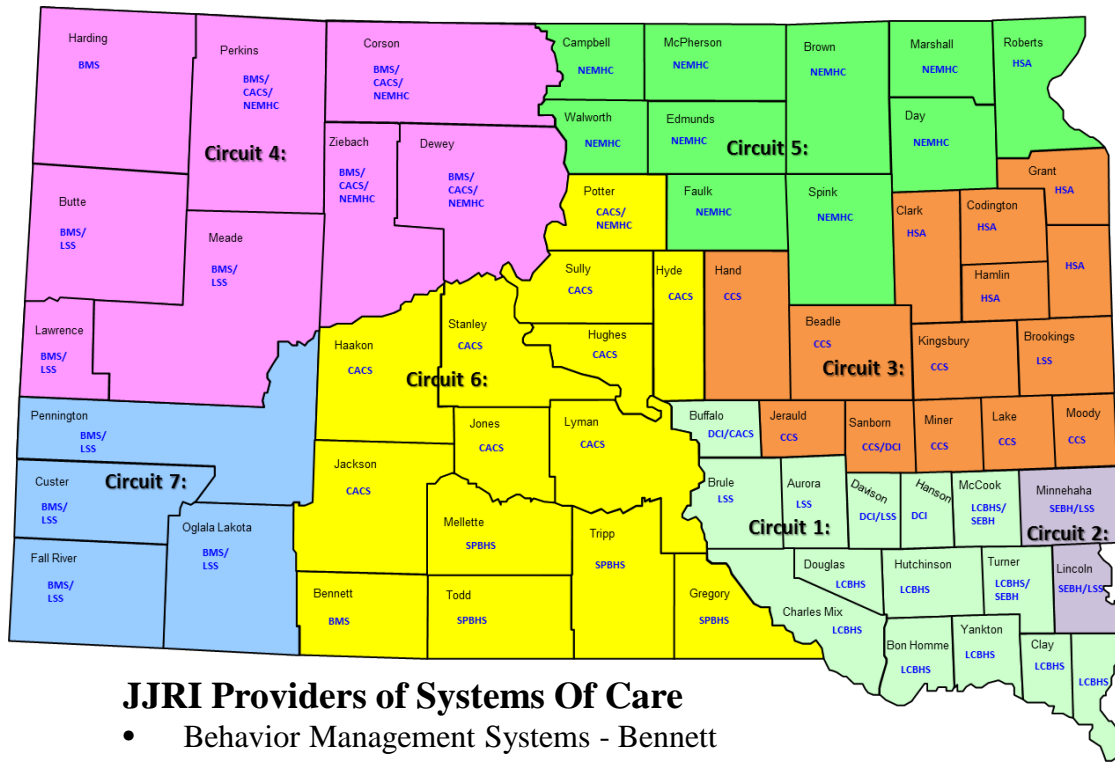 Harding
BMS
Perkins
BMS/
CACS/
NEMHC
Corson
BMS/
CACS/
NEMHC
Campbell
NEMHC
McPherson
NEMHC
Brown
NEMHC
Marshall
NEMHC
Roberts
HSA
Walworth
NEMHC
Edmunds
NEMHC
Day
NEMHC
Circuit 4:
Ziebach
BMS/
CACS/
NEMHC
Dewey
BMS/
CACS/
NEMHC
Circuit 5:
Butte
BMS/
LSS
Meade
BMS/
LSS
Potter
CACS/
NEMHC
Faulk
NEMHC
Spink
NEMHC
Grant
HSA
Clark
HSA
Codington
HSA
Hamlin
HSA
HSA
Sully
CACS
Hyde
CACS
Hand
CCS
Lawrence
BMS/
LSS
Haakon
CACS
Stanley
CACS
Hughes
CACS
Beadle
CCS
Kingsbury
CCS
Brookings
LSS
Circuit 6:
Circuit 3:
Pennington
BMS/
LSS
Jones
CACS
Lyman
CACS
Buffalo
DCI/CACS
Jerauld
CCS
Sanborn
CCS/DCI
Miner
CCS
Lake
CCS
Moody
CCS
Custer
BMS/
LSS
Circuit 7:
Jackson
CACS
Brule
LSS
Aurora
LSS
Davison
DCI/LSS
Hanson
DCI
McCook
LCBHS/
SEBH
Minnehaha
SEBH/LSS
Circuit 1:
Circuit 2:
Oglala Lakota
BMS/
LSS
Mellette
SPBHS
Tripp
SPBHS
Fall River
BMS/
LSS
Douglas
LCBHS
Hutchinson
LCBHS
Turner
LCBHS/
SEBH
Lincoln
SEBH/LSS
Bennett
BMS
Todd
SPBHS
Gregory
SPBHS
Charles Mix
LCBHS
Bon Homme
LCBHS
Yankton
LCBHS
Clay
LCBHS
LCBHS
JJRI Providers of Systems Of Care
• Behavior Management Systems - Bennett